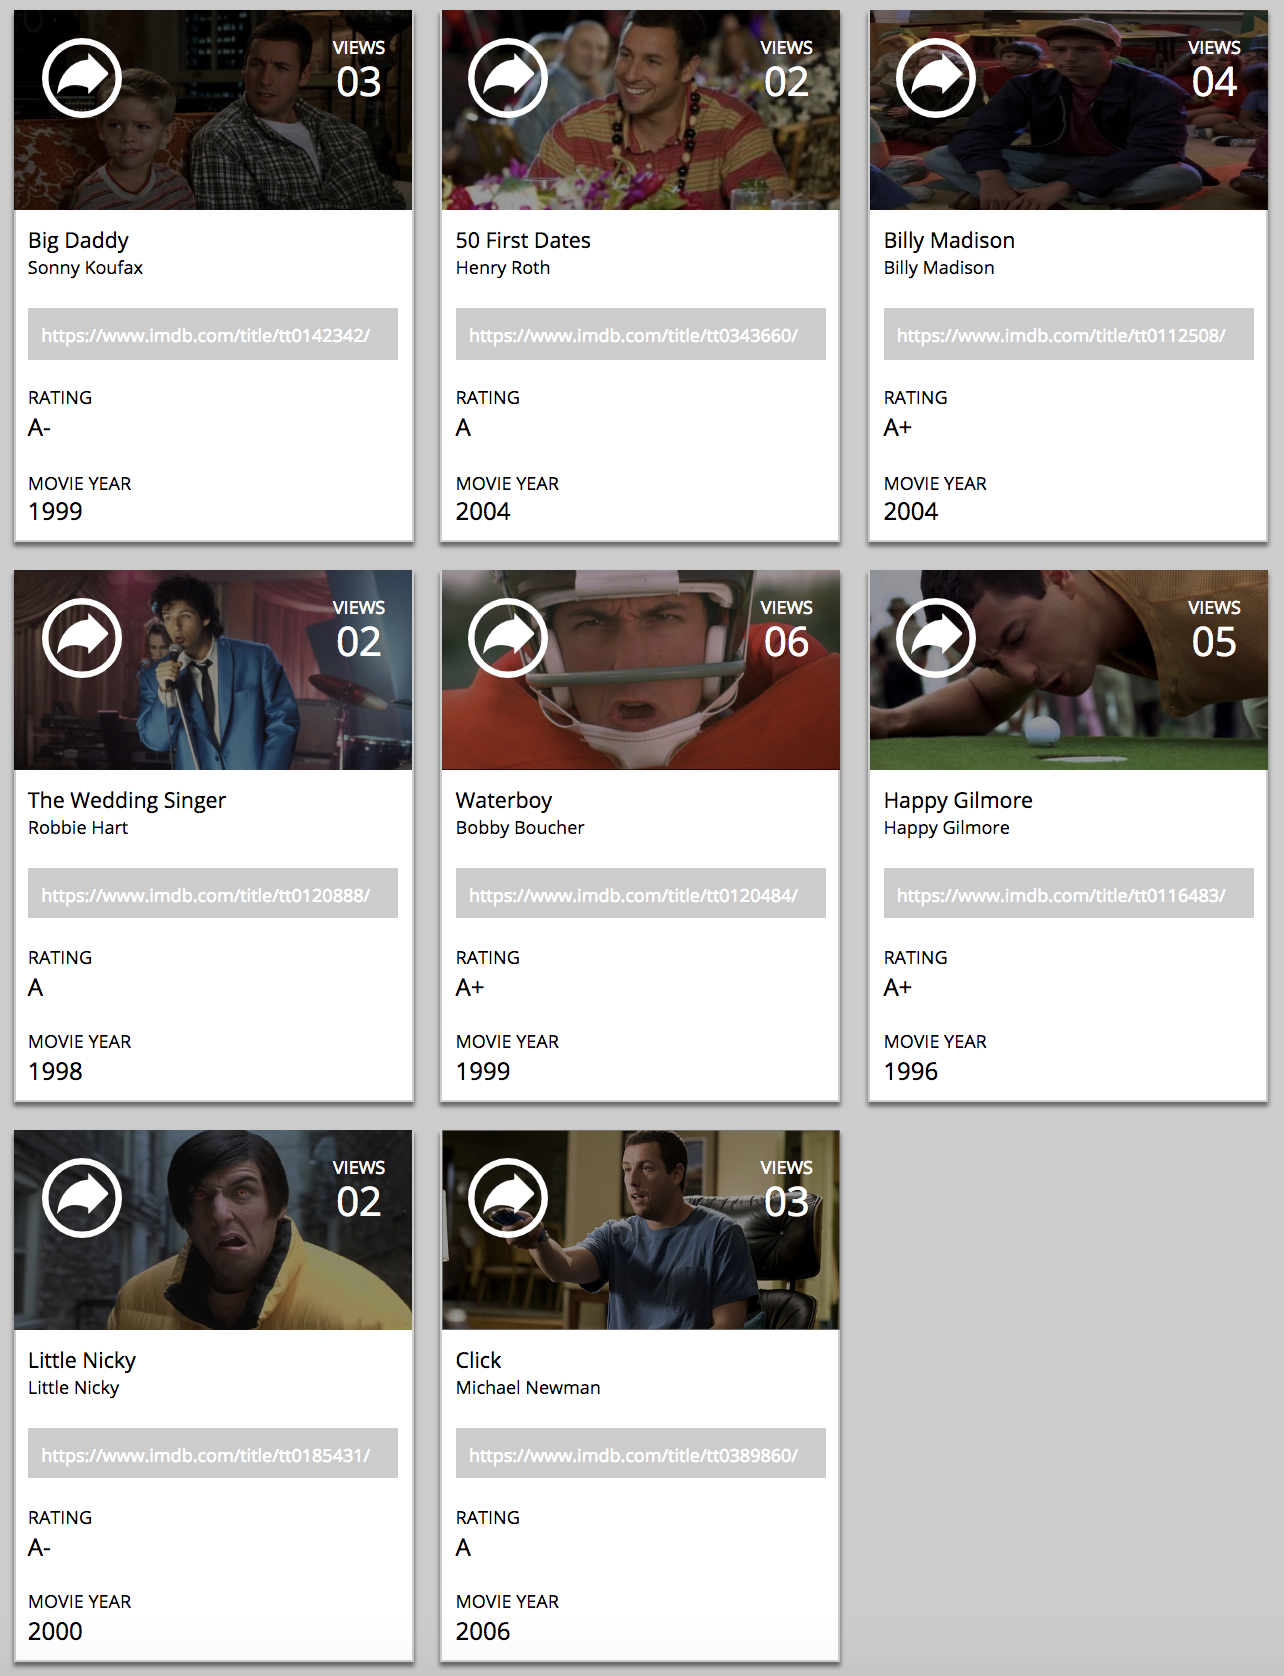 VIEWS
03
Big Daddy
Sonny Koufax
https://www.imdb.com/title/tt0142342/
RATING
A-
MOVIE YEAR
1999
VIEWS
02
50 First Dates
Henry Roth
https://www.imdb.com/title/tt0343660/
RATING
A
MOVIE YEAR
2004
VIEWS
04
Billy Madison
Billy Madison
https://www.imdb.com/title/tt0112508/
RATING
A+
MOVIE YEAR
2004
VIEWS
02
The Wedding Singer
Robbie Hart
https://www.imdb.com/title/tt0120888/
RATING
A
MOVIE YEAR
1998
VIEWS
06
Waterboy
Bobby Boucher
https://www.imdb.com/title/tt0120484/
RATING
A+
MOVIE YEAR
1999
VIEWS
05
Happy Gilmore
Happy Gilmore
https://www.imdb.com/title/tt0116483/
RATING
A+
MOVIE YEAR
1996
VIEWS
02
Little Nicky
Little Nicky
https://www.imdb.com/title/tt0185431/
RATING
A-
MOVIE YEAR
2000
VIEWS
03
Click
Michael Newman
https://www.imdb.com/title/tt0389860/
RATING
A
MOVIE YEAR
2006